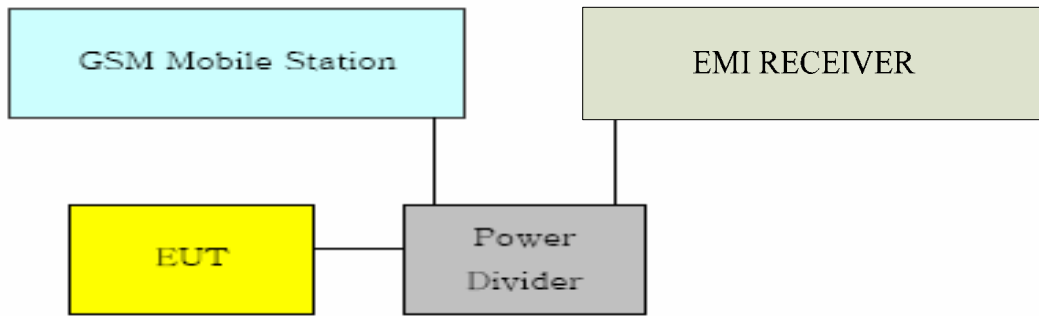 GSM Mobile Station
EMI RECEIVER
EUT
Power
Divider